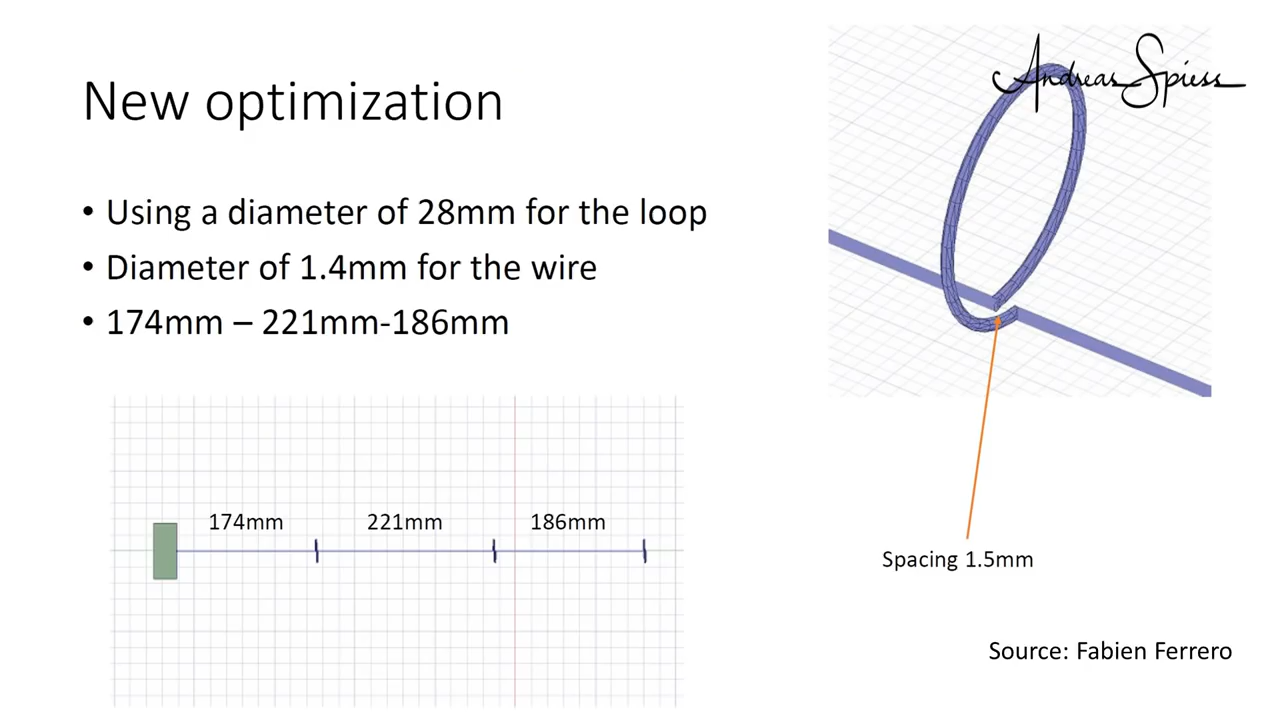 Andreas Spiess
New optimization
• Using a diameter of 28mm for the loop
• Diameter of 1.4mm for the wire
• 174mm – 221mm-186mm
174mm 221mm 186mm
Spacing 1.5mm
Source: Fabien Ferrero